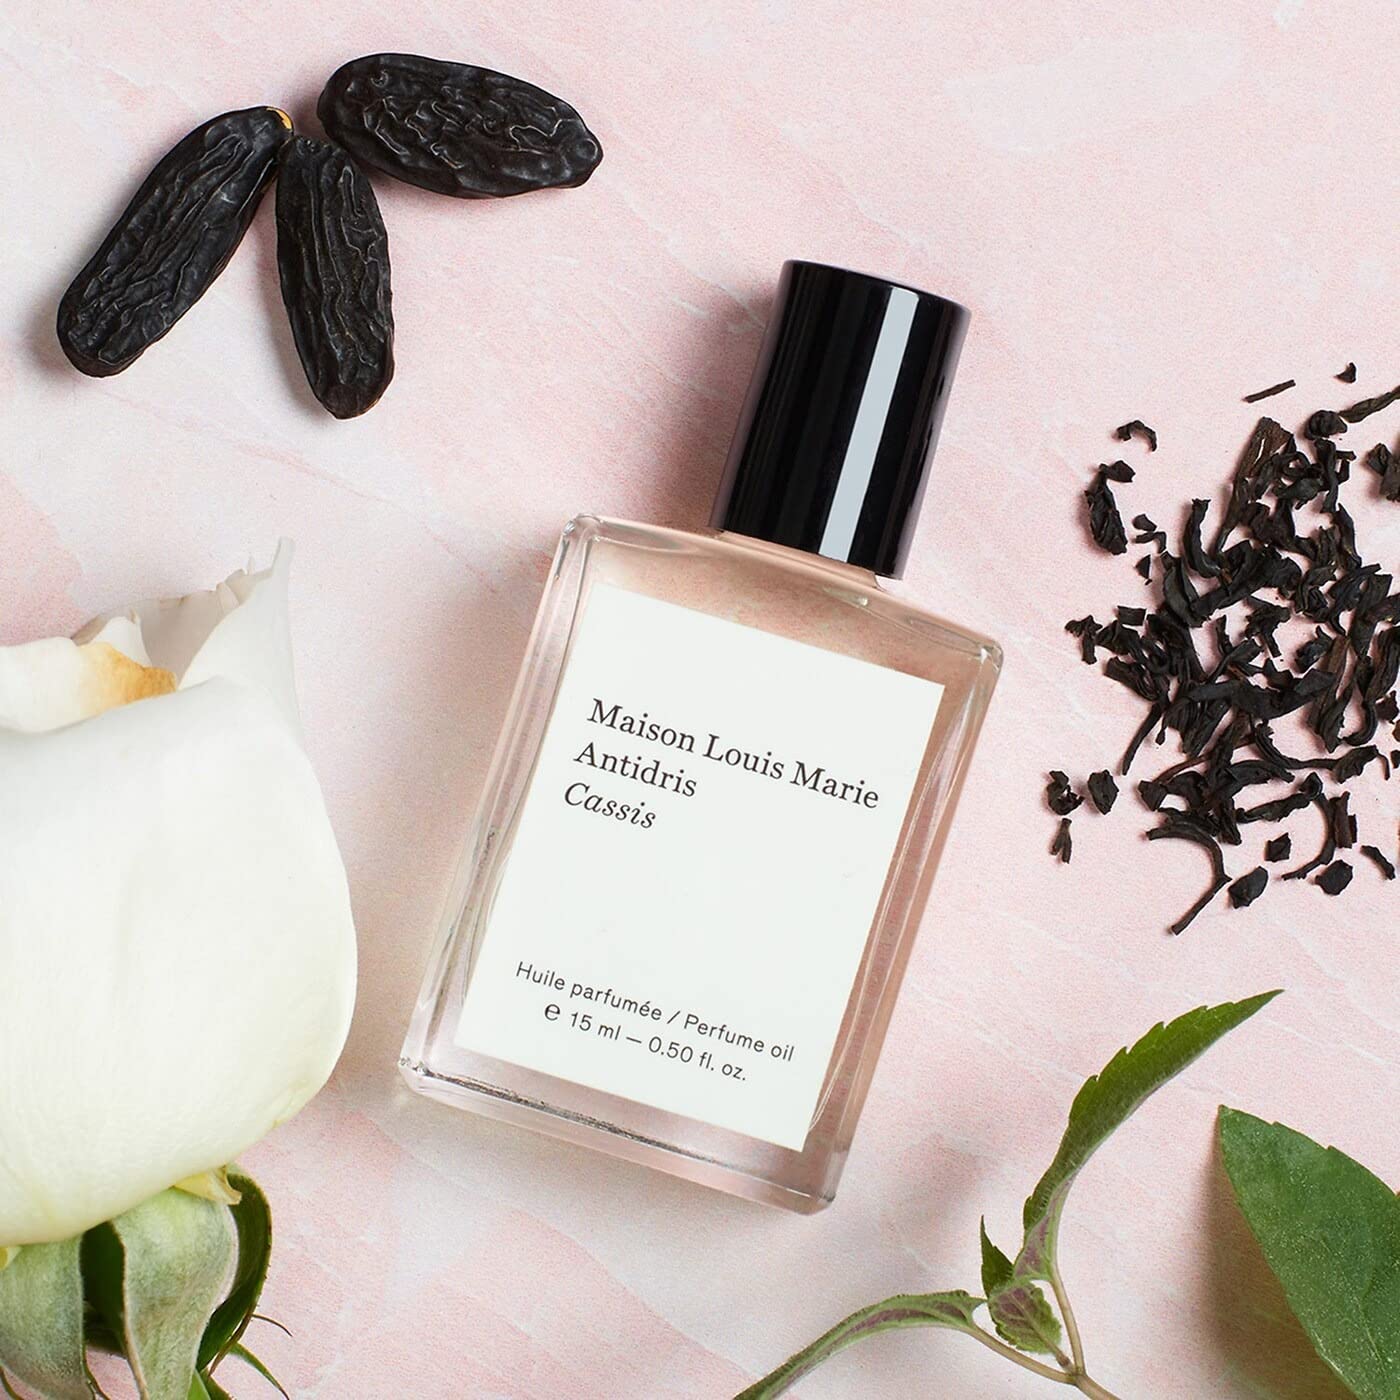 Maison Louis Marie
Antidris
Cassis
Huile parfumée / Perfume oil
℮ 15 ml — 0.50 fl. oz.